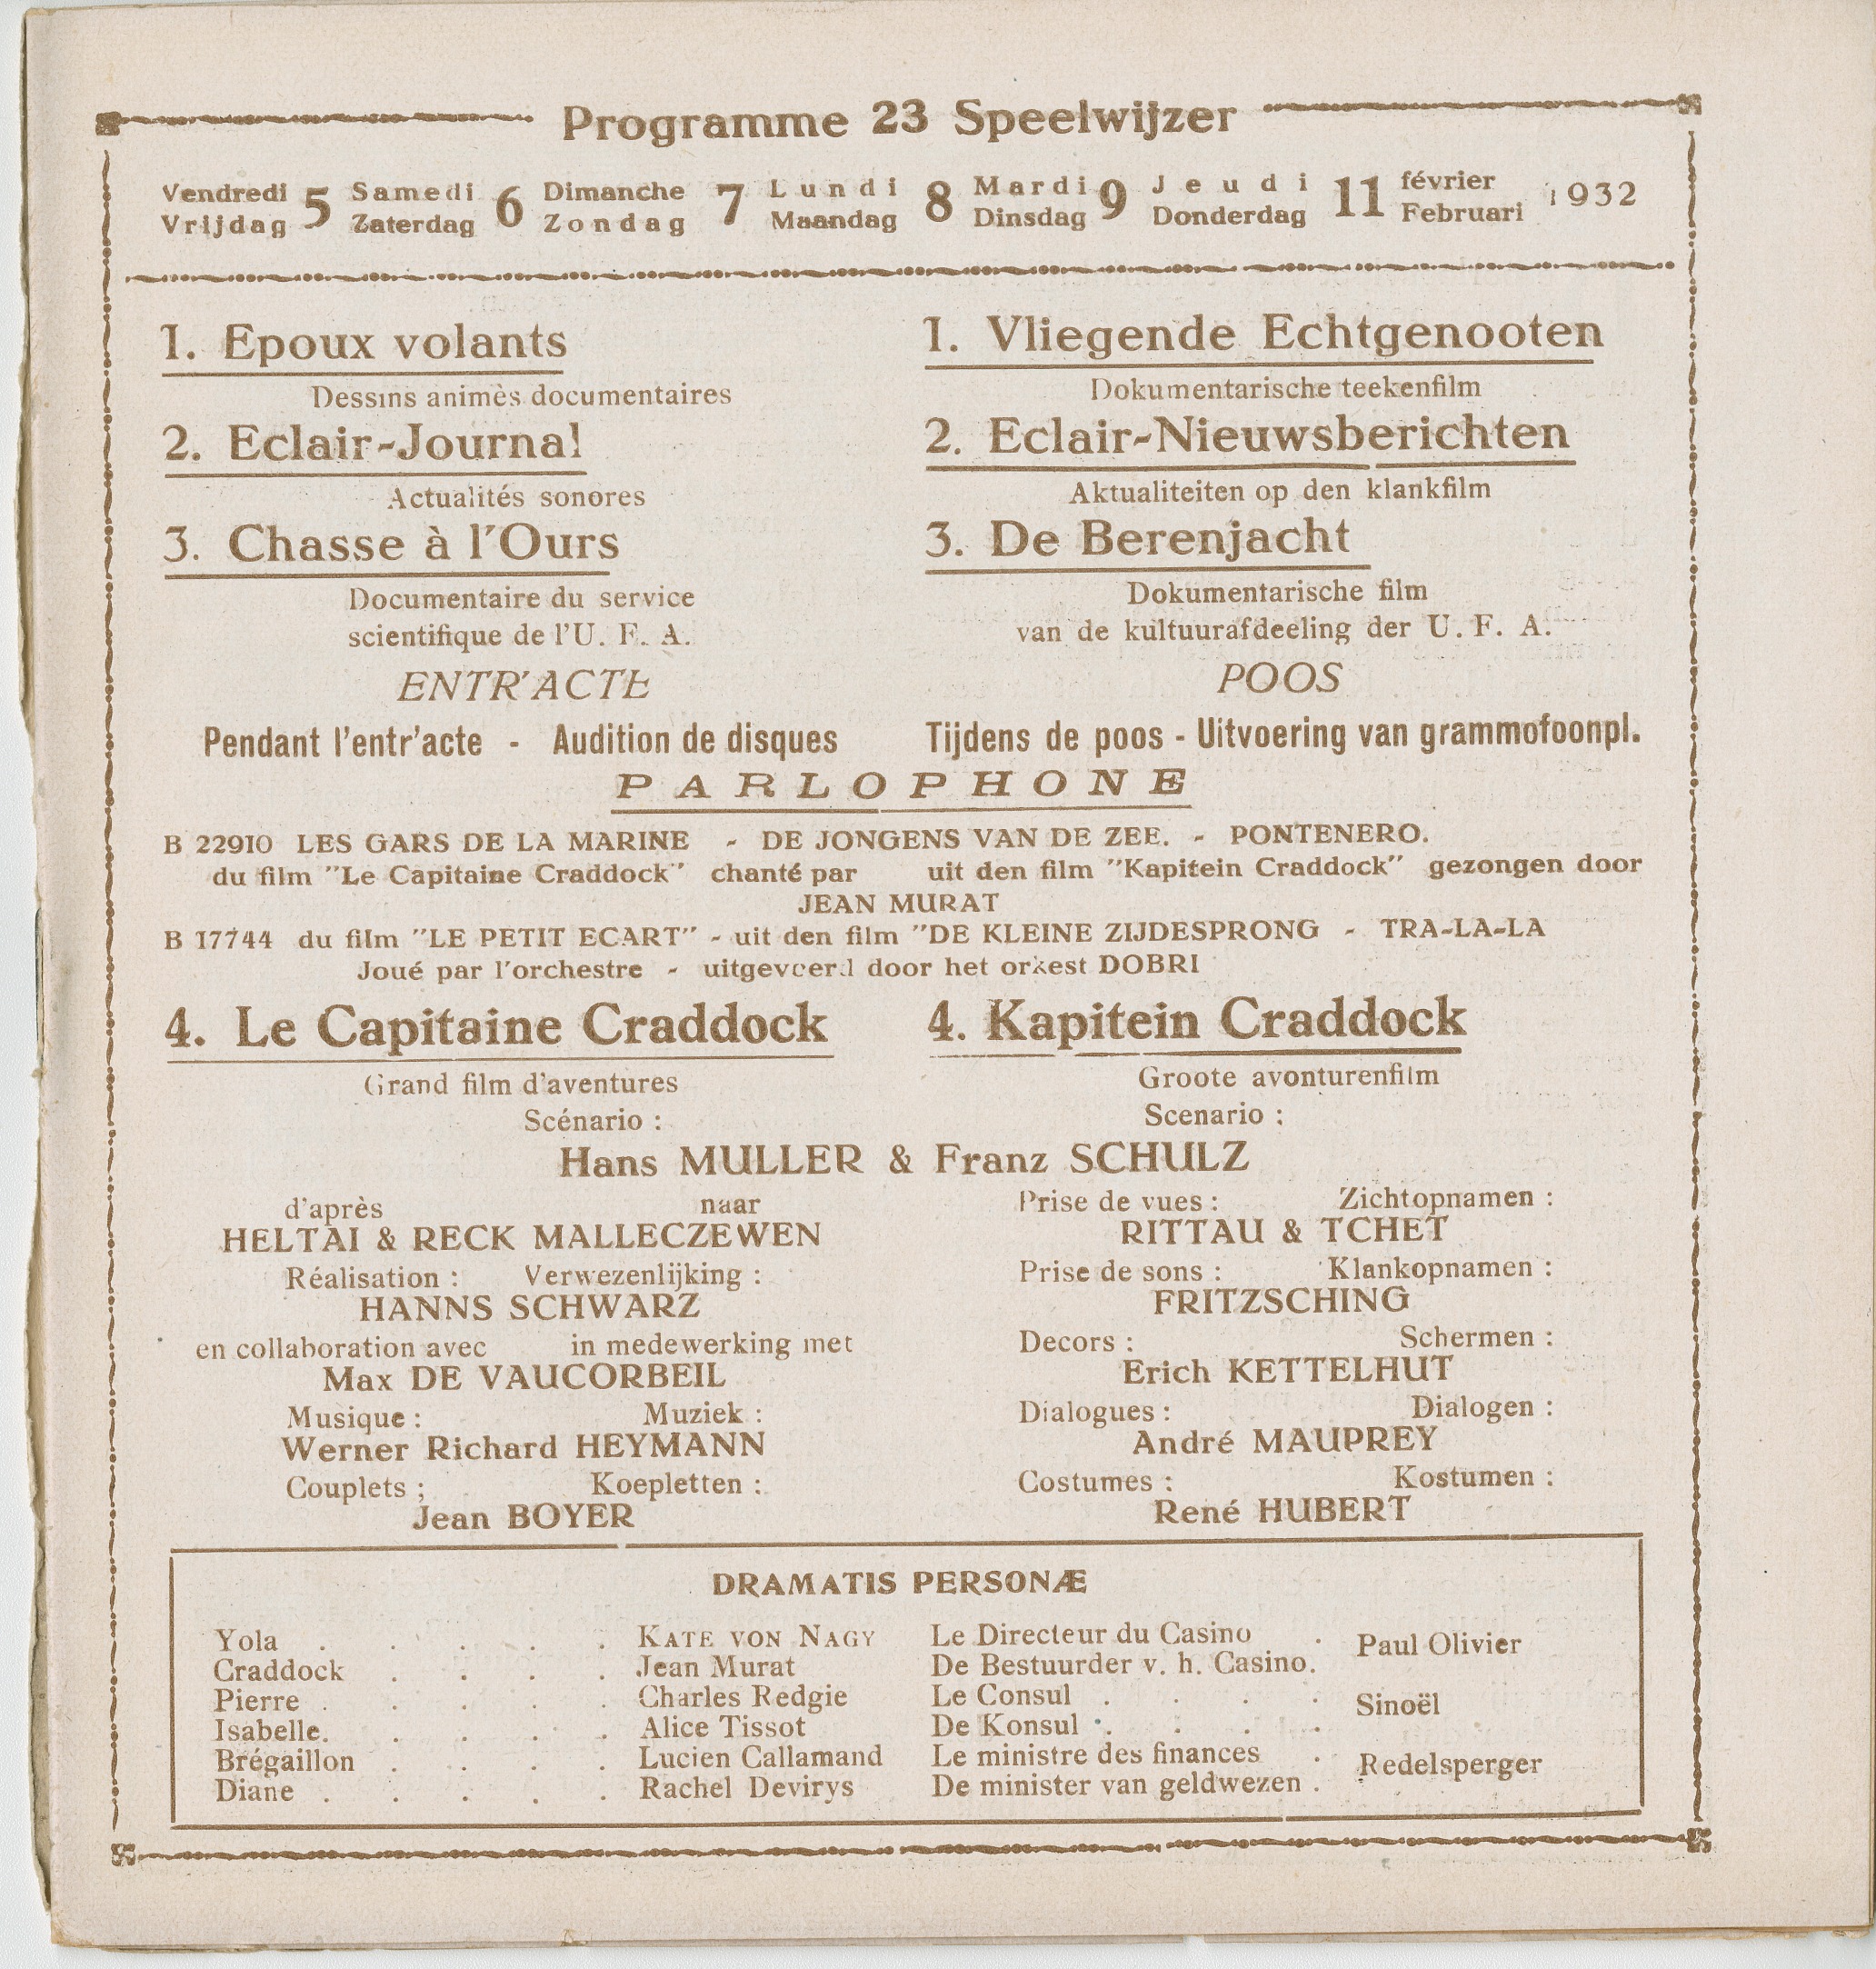 Programme 23 Speelwijzer
Vendredi 5 Samedi 6 Dimanche 7 Lundi 8 Mardi 9 Jeudi 11 février 1932
Vrijdag Zaterdag Zondag Maandag Dinsdag Donderdag Februari
1. Epoux volants
Dessins animès documentaires
2. Eclair-Journal
Actualités sonores
3. Chasse à l'Ours
Documentaire du service
scientifique de l'U. F. A.
ENTR'ACTE
Pendant l'entr'acte - Audition de disques
1. Vliegende Echtgenooten
Dokumentarische teekenfilm
2. Eclair-Nieuwsberichten
Aktualiteiten op den klankfilm
3. De Berenjacht
Dokumentarische film
van de kultuurafdeeling der U. F. A.
POOS
Tijdens de poos - Uitvoering van grammofoonpl.
PARLOPHONE
B 22910 LES GARS DE LA MARINE - DE JONGENS VAN DE ZEE. - PONTENERO.
du film "Le Capitaine Craddock" chanté par uit den film "Kapitein Craddock" gezongen door
JEAN MURAT
B 17744 du film "LE PETIT ECART" - uit den film "DE KLEINE ZIJDESPRONG - TRA-LA-LA
Joué par l'orchestre - uitgevoerd door het orkest DOBRI
4. Le Capitaine Craddock
Grand film d'aventures
Scénario :
4. Kapitein Craddock
Groote avonturenfilm
Scenario :
Hans MULLER & Franz SCHULZ
d'après naar
HELTAI & RECK MALLECZEWEN
Réalisation : Verwezenlijking :
HANNS SCHWARZ
en collaboration avec in medewerking met
Max DE VAUCORBEIL
Musique : Muziek :
Werner Richard HEYMANN
Couplets ; Koepletten :
Jean BOYER
Prise de vues : Zichtopnamen :
RITTAU & TCHET
Prise de sons : Klankopnamen :
FRITZSCHING
Decors : Schermen :
Erich KETTELHUT
Dialogues : Dialogen :
André MAUPREY
Costumes : Kostumen :
René HUBERT
DRAMATIS PERSONÆ
Yola . . . . . KATE VON NAGY
Craddock . . . . Jean Murat
Pierre . . . . . Charles Redgie
Isabelle. . . . . Alice Tissot
Brégaillon . . . . Lucien Callamand
Diane . . . . . Rachel Devirys
Le Directeur du Casino . Paul Olivier
De Bestuurder v. h. Casino.
Le Consul . . . . Sinoël
De Konsul . . . .
Le ministre des finances . Redelsperger
De minister van geldwezen .